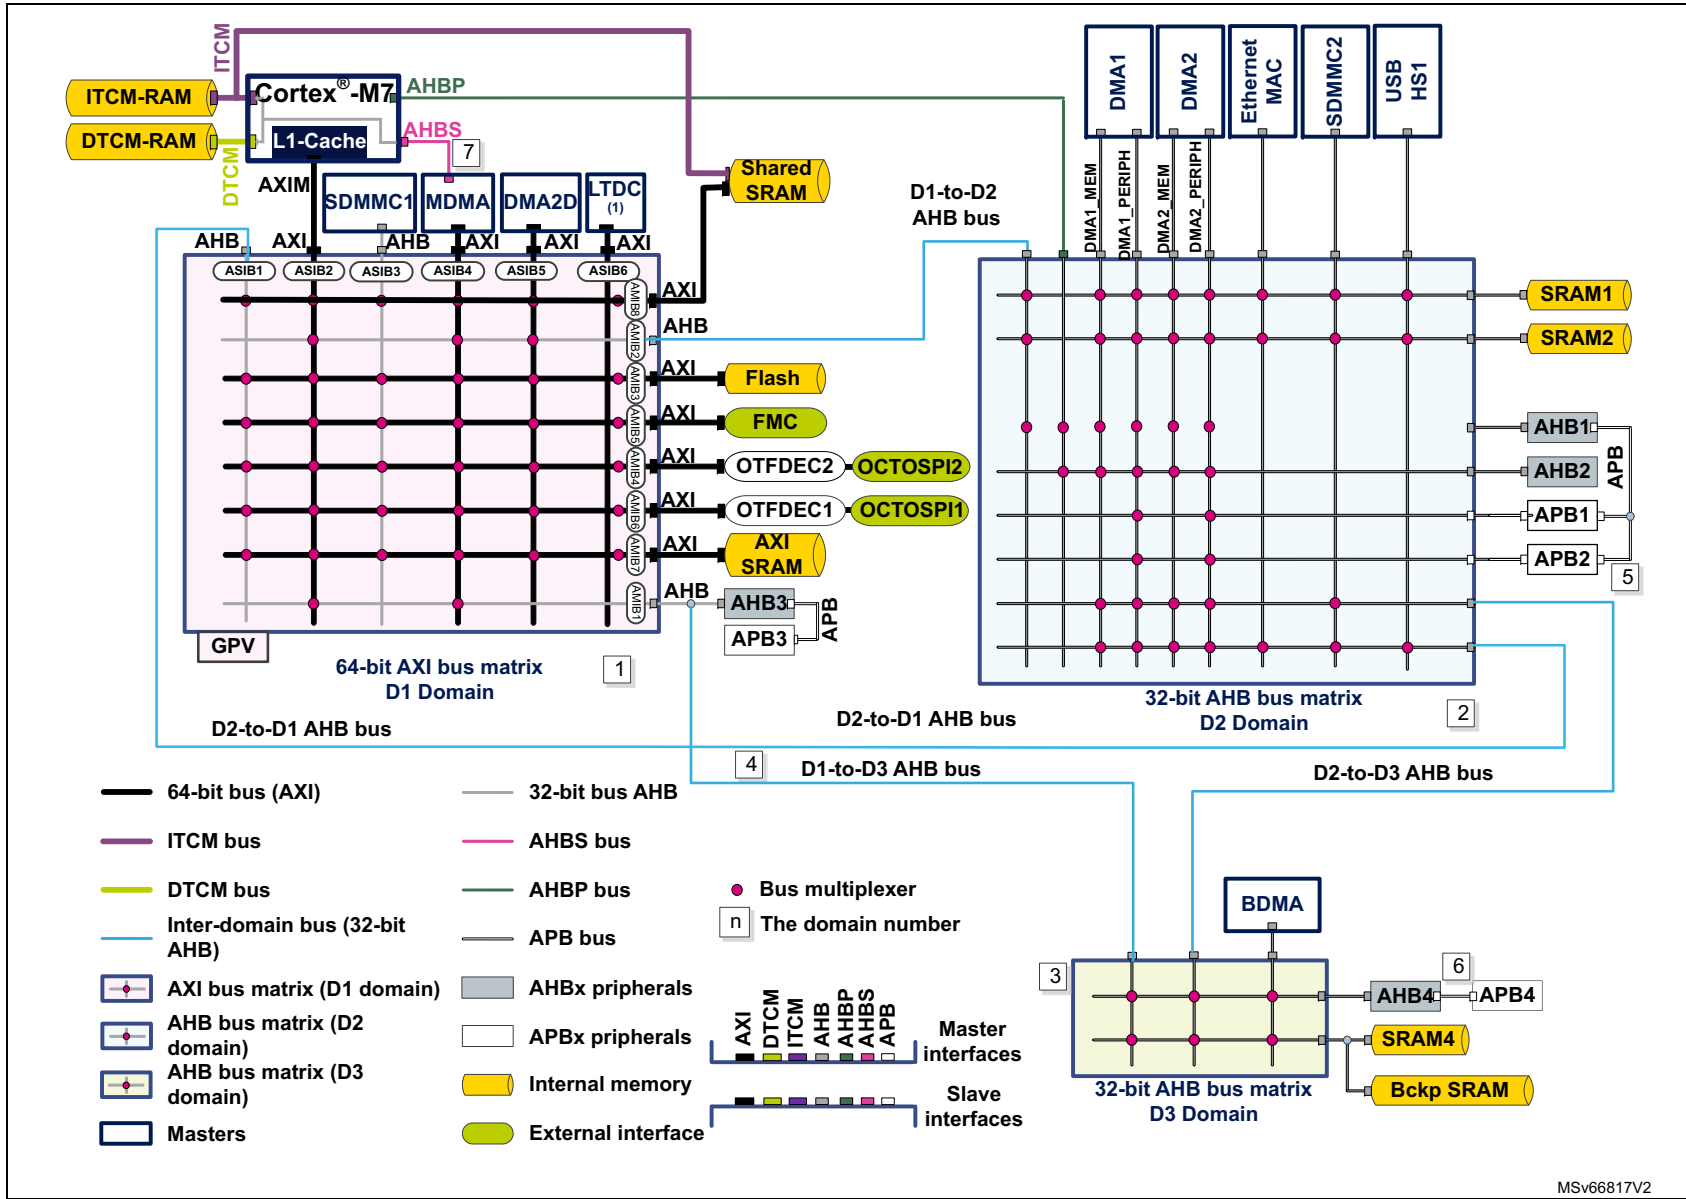 ITCM
ITCM-RAM
DTCM-RAM
DTCM
Cortex®-M7
L1-Cache
AHBP
AHBS
7
AXIM
SDMMC1
MDMA
DMA2D
LTDC
(1)
Shared
SRAM
AHB
AXI
AHB
AXI
AXI
AXI
ASIB1
ASIB2
ASIB3
ASIB4
ASIB5
ASIB6
AMIB8
AXI
AMIB2
AHB
AMIB3
AXI
Flash
AMIB5
AXI
FMC
AMIB4
AXI
OTFDEC2
OCTOSPI2
AMIB6
AXI
OTFDEC1
OCTOSPI1
AMIB7
AXI
AXI
SRAM
AMIB1
AHB
AHB3
APB3
APB
GPV
64-bit AXI bus matrix
D1 Domain
1
D1-to-D2
AHB bus
DMA1
DMA2
Ethernet
MAC
SDMMC2
USB
HS1
DMA1_MEM
DMA1_PERIPH
DMA2_MEM
DMA2_PERIPH
SRAM1
SRAM2
AHB1
AHB2
APB
APB1
APB2
5
32-bit AHB bus matrix
D2 Domain
2
D2-to-D1 AHB bus
D2-to-D1 AHB bus
4
D1-to-D3 AHB bus
D2-to-D3 AHB bus
64-bit bus (AXI)
ITCM bus
DTCM bus
Inter-domain bus (32-bit
AHB)
AXI bus matrix (D1 domain)
AHB bus matrix (D2
domain)
AHB bus matrix (D3
domain)
Masters
32-bit bus AHB
AHBS bus
AHBP bus
APB bus
AHBx pripherals
APBx pripherals
Internal memory
External interface
Bus multiplexer
n
The domain number
AXI
DTCM
ITCM
AHB
AHBP
AHBS
APB
Master
interfaces
Slave
interfaces
BDMA
3
6
AHB4
APB4
SRAM4
Bckp SRAM
32-bit AHB bus matrix
D3 Domain
MSv66817V2